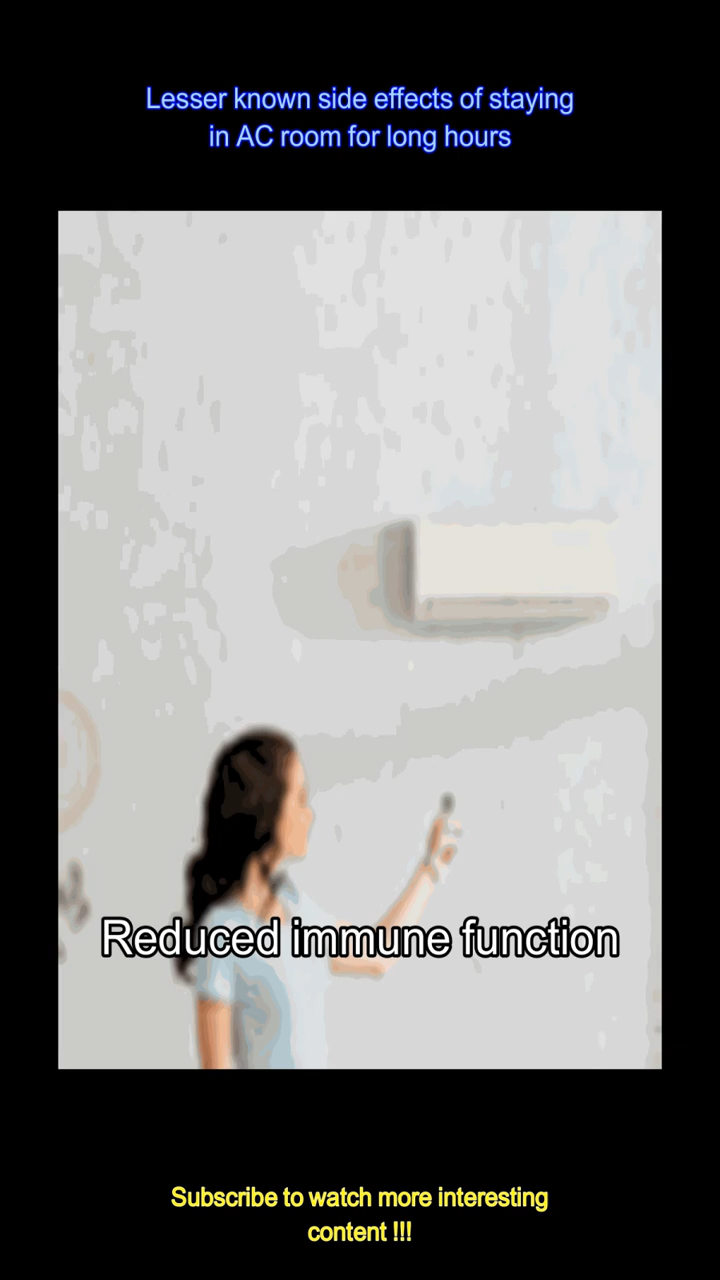 Lesser known side effects of staying
in AC room for long hours
Reduced immune function
Subscribe to watch more interesting
content !!!